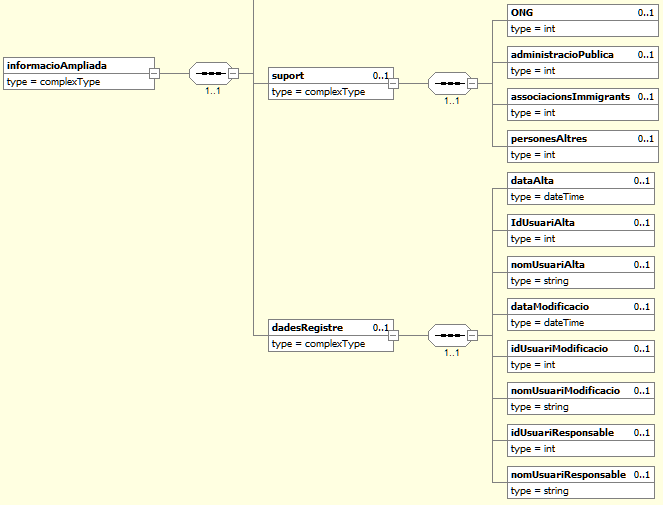 informacioAmpliada
type = complexType
1..1
suport 0..1
type = complexType
1..1
ONG 0..1
type = int
administracioPublica 0..1
type = int
associacionsImmigrants 0..1
type = int
personesAltres 0..1
type = int
dadesRegistre 0..1
type = complexType
1..1
dataAlta 0..1
type = dateTime
IdUsuariAlta 0..1
type = int
nomUsuariAlta 0..1
type = string
dataModificacio 0..1
type = dateTime
idUsuariModificacio 0..1
type = int
nomUsuariModificacio 0..1
type = string
idUsuariResponsable 0..1
type = int
nomUsuariResponsable 0..1
type = string